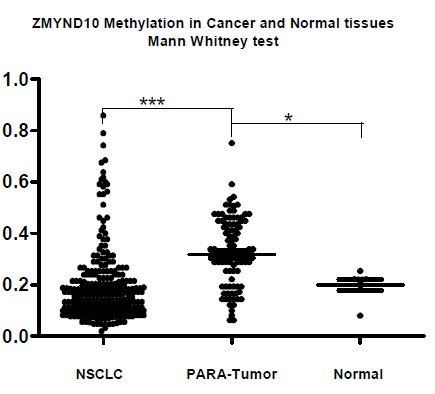 ZMYND10 Methylation in Cancer and Normal tissues
Mann Whitney test
1.0
0.8
0.6
0.4
0.2
0.0
***
*
NSCLC PARA-Tumor Normal